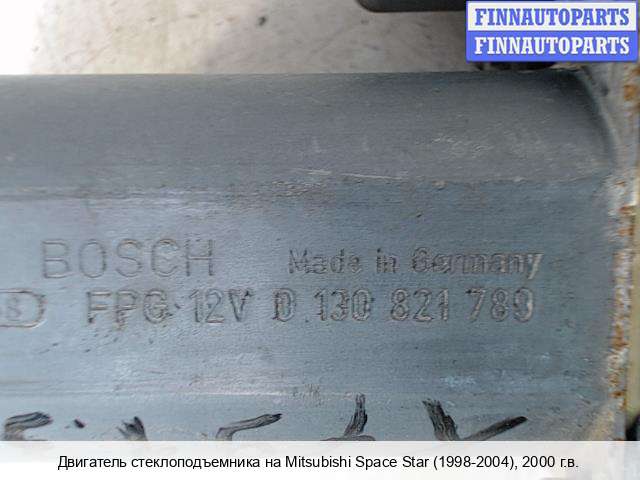 FINNAUTOPARTS
FINNAUTOPARTS
BOSCH Made in Germany
FPG 12V 0 130 821 789
Двигатель стеклоподъемника на Mitsubishi Space Star (1998-2004), 2000 г.в.